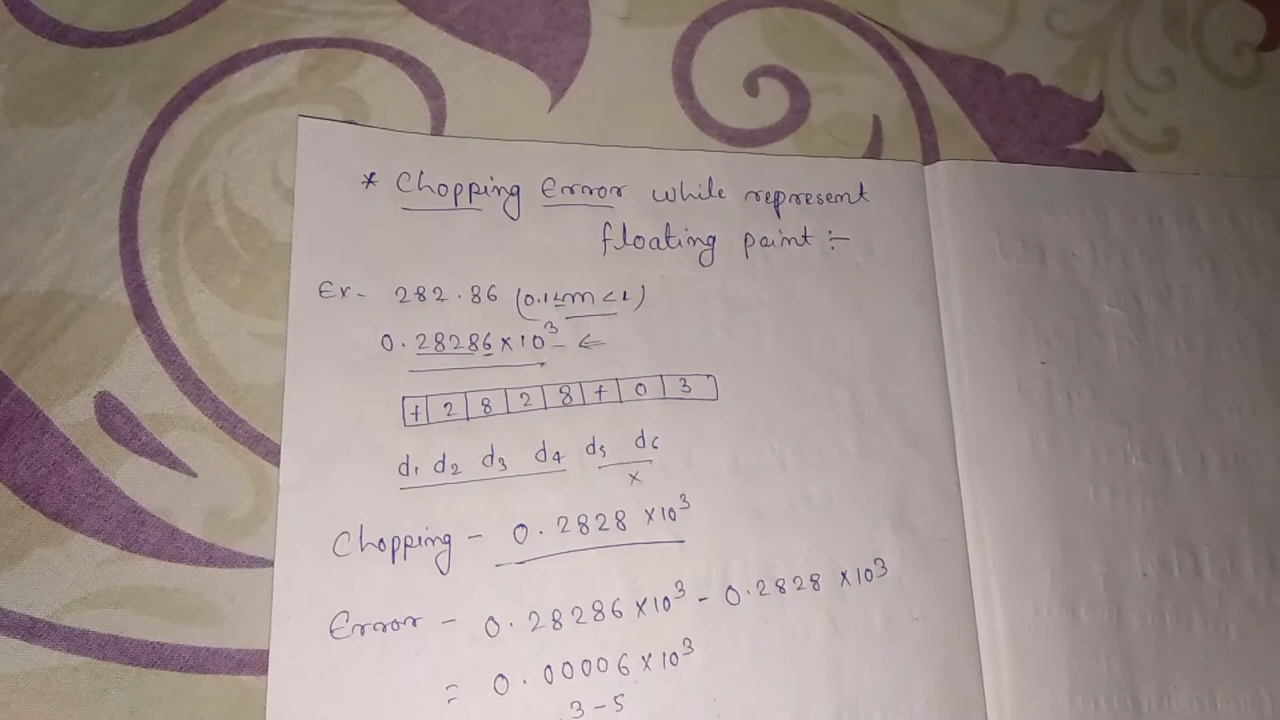 * Chopping Error while represent
floating paint :-
Ex- 282.86 (0.1≤m<1)
0.28286×10³ ←
+ 2 8 2 8 + 0 3
d₁ d₂ d₃ d₄ d₅ d₆
×
Chopping - 0.2828 ×10³
Error - 0.28286×10³ - 0.2828 ×10³
= 0.00006×10³
3-5